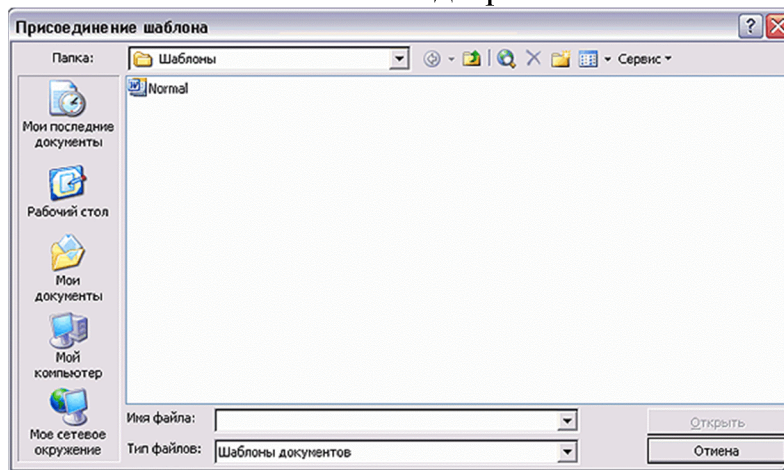 Присоединение шаблона
Папка: Шаблоны Сервис
Normal
Мои последние
документы
Рабочий стол
Мои
документы
Мой
компьютер
Мое сетевое
окружение
Имя файла: Открыть
Тип файлов: Шаблоны документов Отмена